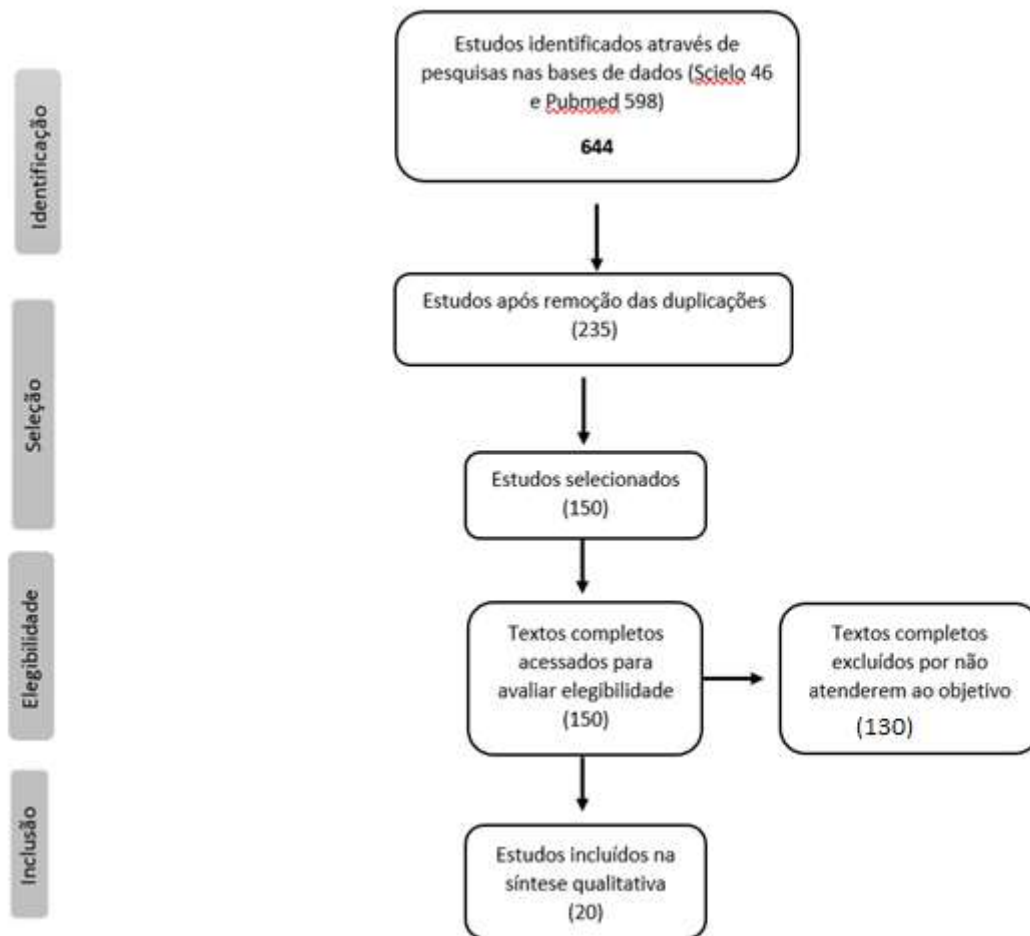 Identificação
Estudos identificados através de
pesquisas nas bases de dados (Scielo 46
e Pubmed 598)
644
Seleção
Estudos após remoção das duplicações
(235)
Estudos selecionados
(150)
Elegibilidade
Textos completos
acessados para
avaliar elegibilidade
(150)
Textos completos
excluídos por não
atenderem ao objetivo
(130)
Inclusão
Estudos incluídos na
síntese qualitativa
(20)